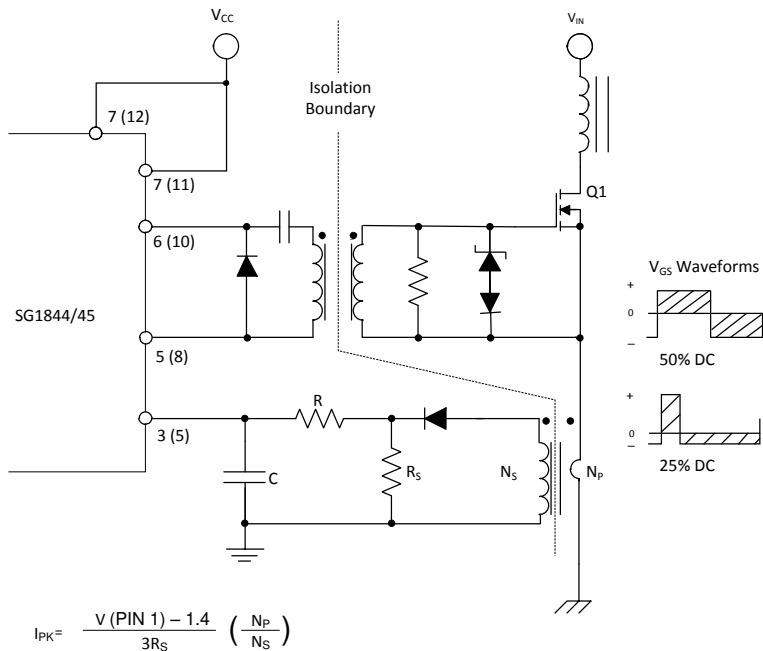 VCC
VIN
Isolation
Boundary
7 (12)
7 (11)
Q1
6 (10)
VGS Waveforms
+
0
–
50% DC
SG1844/45
5 (8)
R
3 (5)
+
0
–
25% DC
C
RS
NS
NP
IPK= V (PIN 1) – 1.4 / 3RS ( NP / NS )